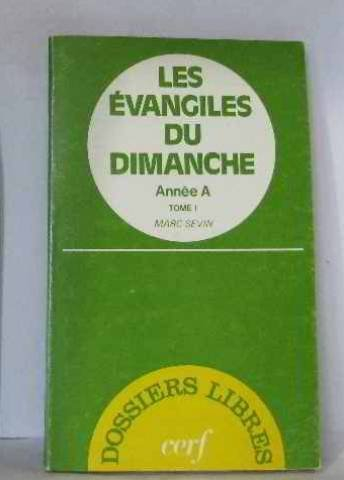 LES
ÉVANGILES
DU
DIMANCHE
Année A
TOME I
MARC SEVIN
DOSSIERS LIBRES
cerf